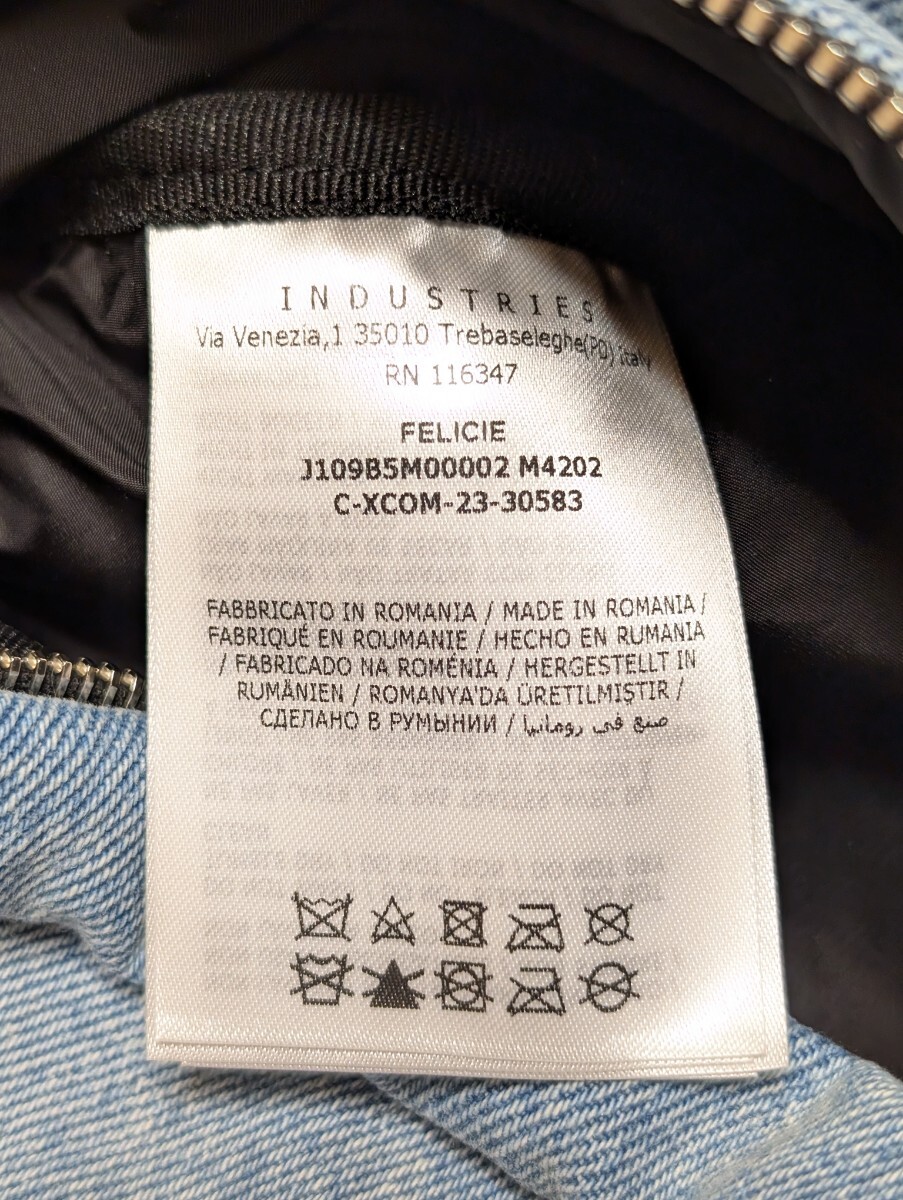 INDUSTRIES
Via Venezia,1 35010 Trebaseleghe(PD) Italy
RN 116347
FELICIE
J109B5M00002 M4202
C-XCOM-23-30583
FABBRICATO IN ROMANIA / MADE IN ROMANIA /
FABRIQUÉ EN ROUMANIE / HECHO EN RUMANIA
/ FABRICADO NA ROMÉNIA / HERGESTELLT IN
RUMÄNIEN / ROMANYA'DA ÜRETILMIŞTIR /
СДЕЛАНО В РУМЫНИИ / صنع في رومانيا